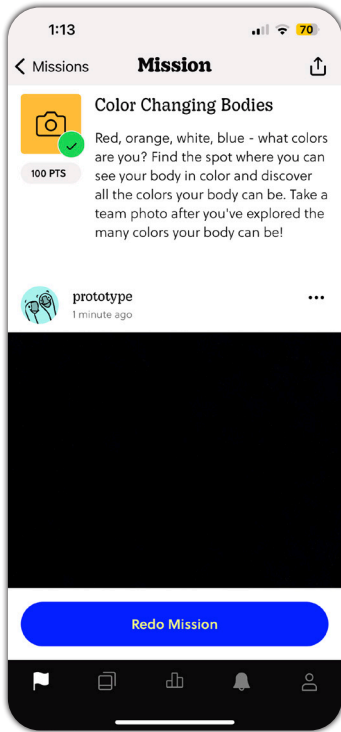 1:13
70
Missions
Mission
Color Changing Bodies
100 PTS
Red, orange, white, blue - what colors
are you? Find the spot where you can
see your body in color and discover
all the colors your body can be. Take a
team photo after you've explored the
many colors your body can be!
prototype
1 minute ago
Redo Mission